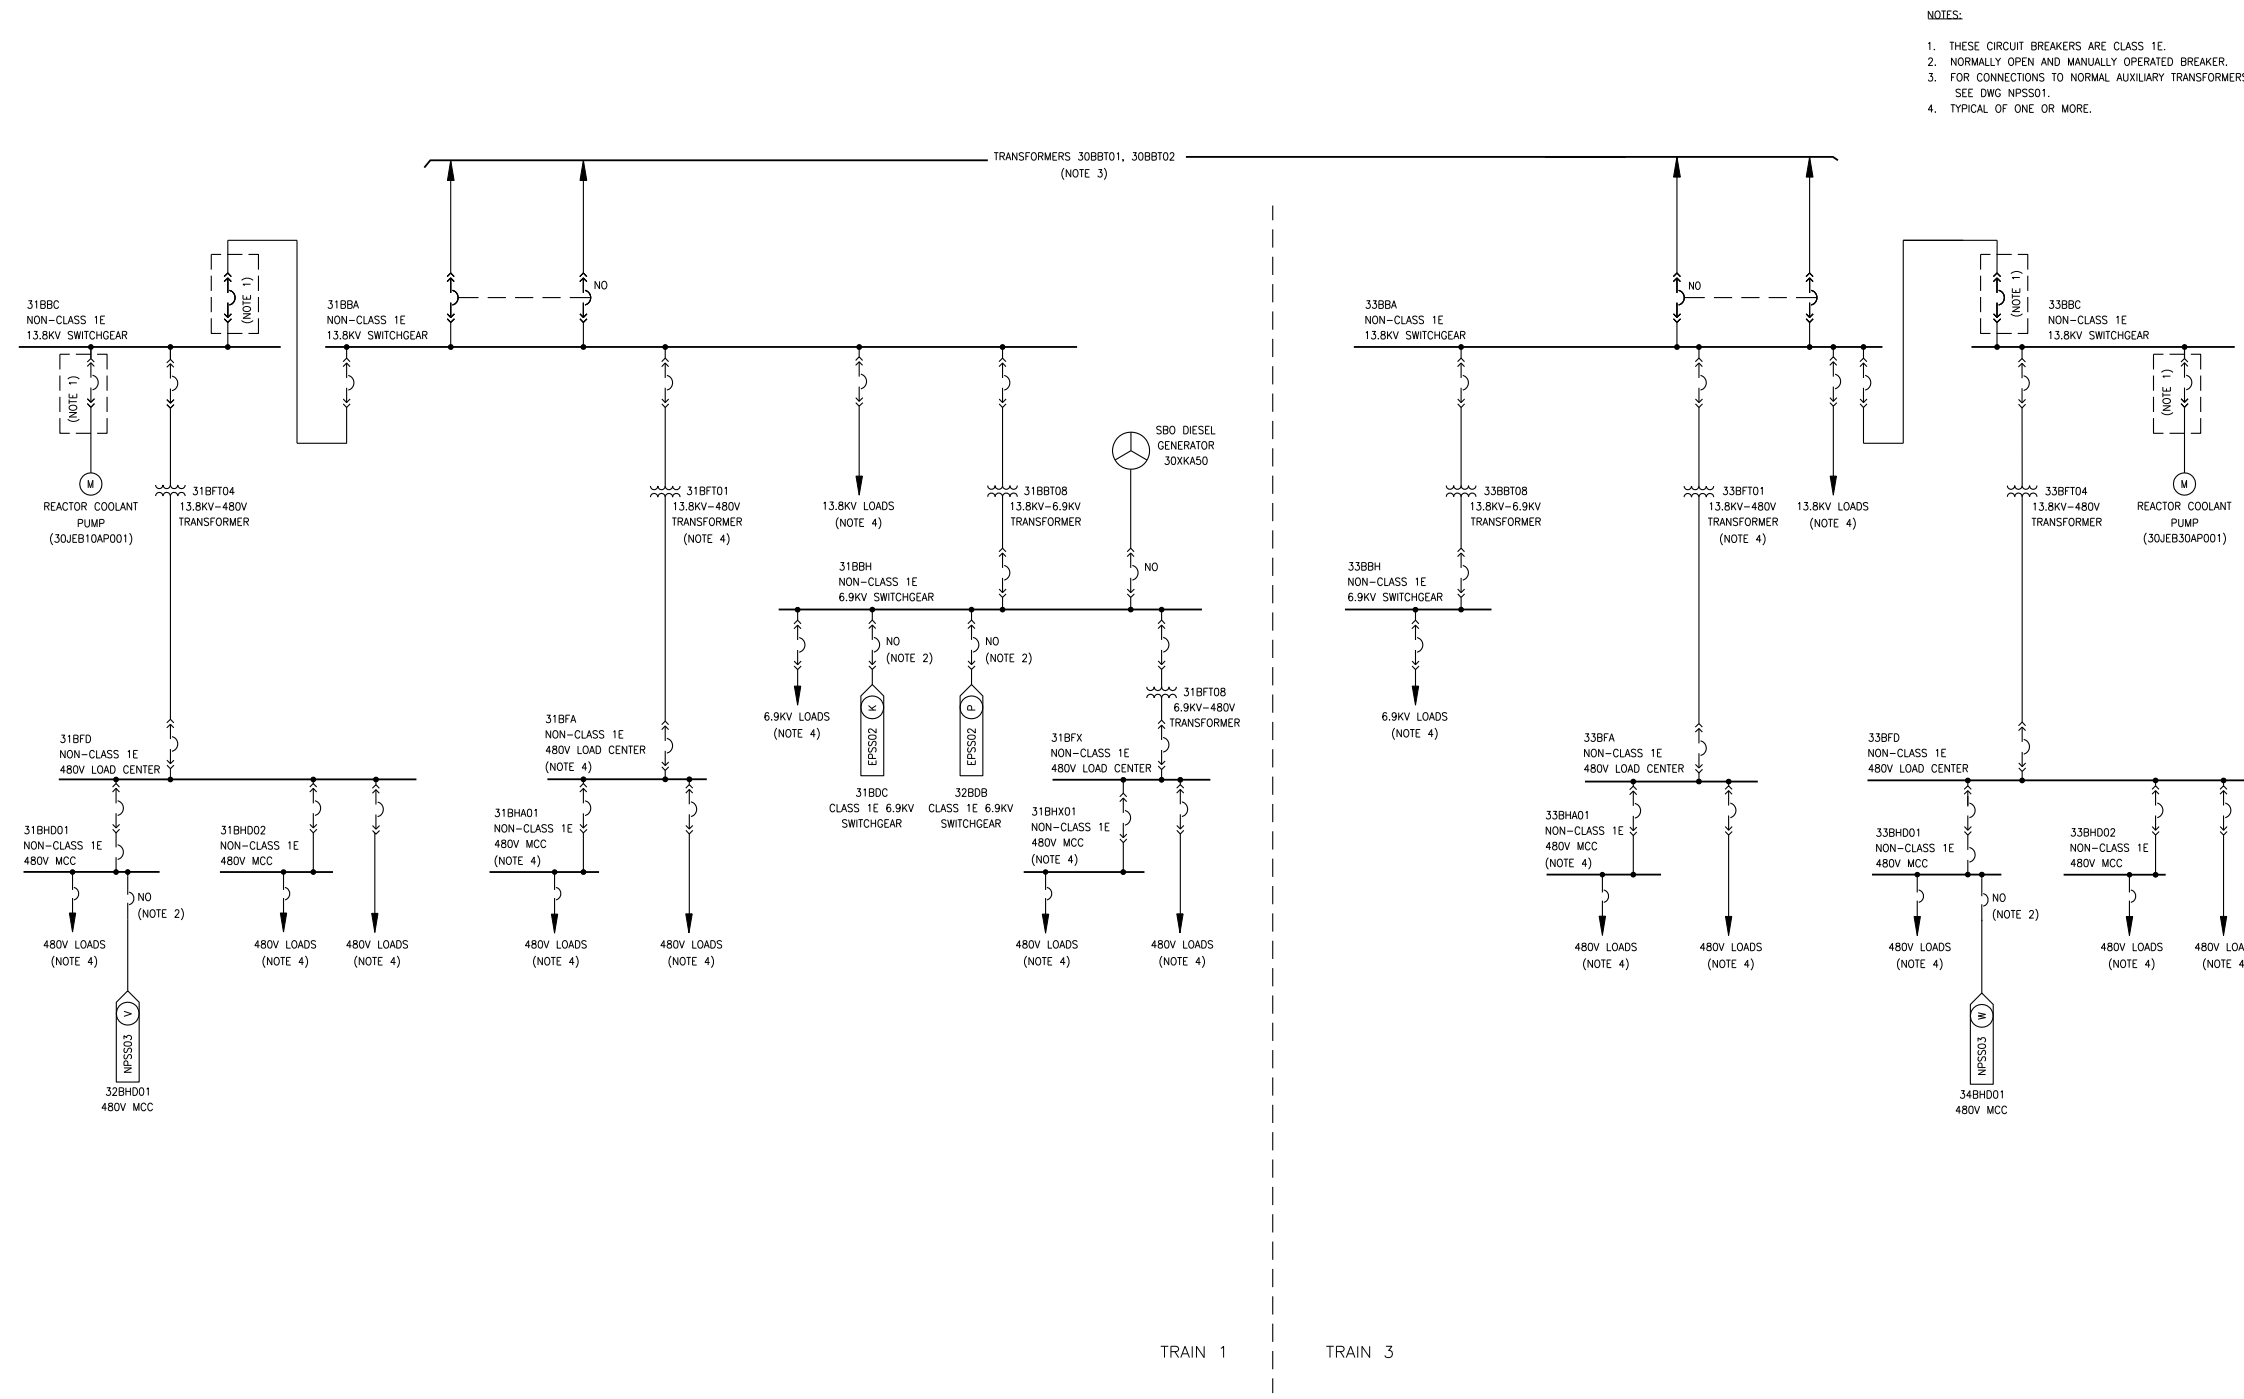 NOTES:
1. THESE CIRCUIT BREAKERS ARE CLASS 1E.
2. NORMALLY OPEN AND MANUALLY OPERATED BREAKER.
3. FOR CONNECTIONS TO NORMAL AUXILIARY TRANSFORMERS
SEE DWG NPSS01.
4. TYPICAL OF ONE OR MORE.
TRANSFORMERS 30BBT01, 30BBT02
(NOTE 3)
31BBC
NON-CLASS 1E
13.8KV SWITCHGEAR
(NOTE 1)
31BBA
NON-CLASS 1E
13.8KV SWITCHGEAR
NO
(NOTE 1)
M
REACTOR COOLANT
PUMP
(30JEB10AP001)
31BFT04
13.8KV-480V
TRANSFORMER
31BFT01
13.8KV-480V
TRANSFORMER
(NOTE 4)
13.8KV LOADS
(NOTE 4)
31BBT08
13.8KV-6.9KV
TRANSFORMER
SBO DIESEL
GENERATOR
30XKA50
NO
31BBH
NON-CLASS 1E
6.9KV SWITCHGEAR
6.9KV LOADS
(NOTE 4)
NO
(NOTE 2)
K
EPSS02
31BDC
CLASS 1E 6.9KV
SWITCHGEAR
NO
(NOTE 2)
P
EPSS02
32BDB
CLASS 1E 6.9KV
SWITCHGEAR
31BFT08
6.9KV-480V
TRANSFORMER
31BFD
NON-CLASS 1E
480V LOAD CENTER
31BFA
NON-CLASS 1E
480V LOAD CENTER
(NOTE 4)
31BFX
NON-CLASS 1E
480V LOAD CENTER
31BHD01
NON-CLASS 1E
480V MCC
31BHD02
NON-CLASS 1E
480V MCC
31BHA01
NON-CLASS 1E
480V MCC
(NOTE 4)
31BHX01
NON-CLASS 1E
480V MCC
(NOTE 4)
NO
(NOTE 2)
480V LOADS
(NOTE 4)
480V LOADS
(NOTE 4)
480V LOADS
(NOTE 4)
480V LOADS
(NOTE 4)
480V LOADS
(NOTE 4)
480V LOADS
(NOTE 4)
480V LOADS
(NOTE 4)
V
NPSS03
32BHD01
480V MCC
TRAIN 1
33BBA
NON-CLASS 1E
13.8KV SWITCHGEAR
NO
(NOTE 1)
33BBC
NON-CLASS 1E
13.8KV SWITCHGEAR
(NOTE 1)
33BBT08
13.8KV-6.9KV
TRANSFORMER
33BFT01
13.8KV-480V
TRANSFORMER
(NOTE 4)
13.8KV LOADS
(NOTE 4)
33BFT04
13.8KV-480V
TRANSFORMER
M
REACTOR COOLANT
PUMP
(30JEB30AP001)
33BBH
NON-CLASS 1E
6.9KV SWITCHGEAR
6.9KV LOADS
(NOTE 4)
33BFA
NON-CLASS 1E
480V LOAD CENTER
33BFD
NON-CLASS 1E
480V LOAD CENTER
33BHA01
NON-CLASS 1E
480V MCC
(NOTE 4)
33BHD01
NON-CLASS 1E
480V MCC
33BHD02
NON-CLASS 1E
480V MCC
NO
(NOTE 2)
480V LOADS
(NOTE 4)
480V LOADS
(NOTE 4)
480V LOADS
(NOTE 4)
480V LOADS
(NOTE 4)
480V LOA
(NOTE 4
W
NPSS03
34BHD01
480V MCC
TRAIN 3